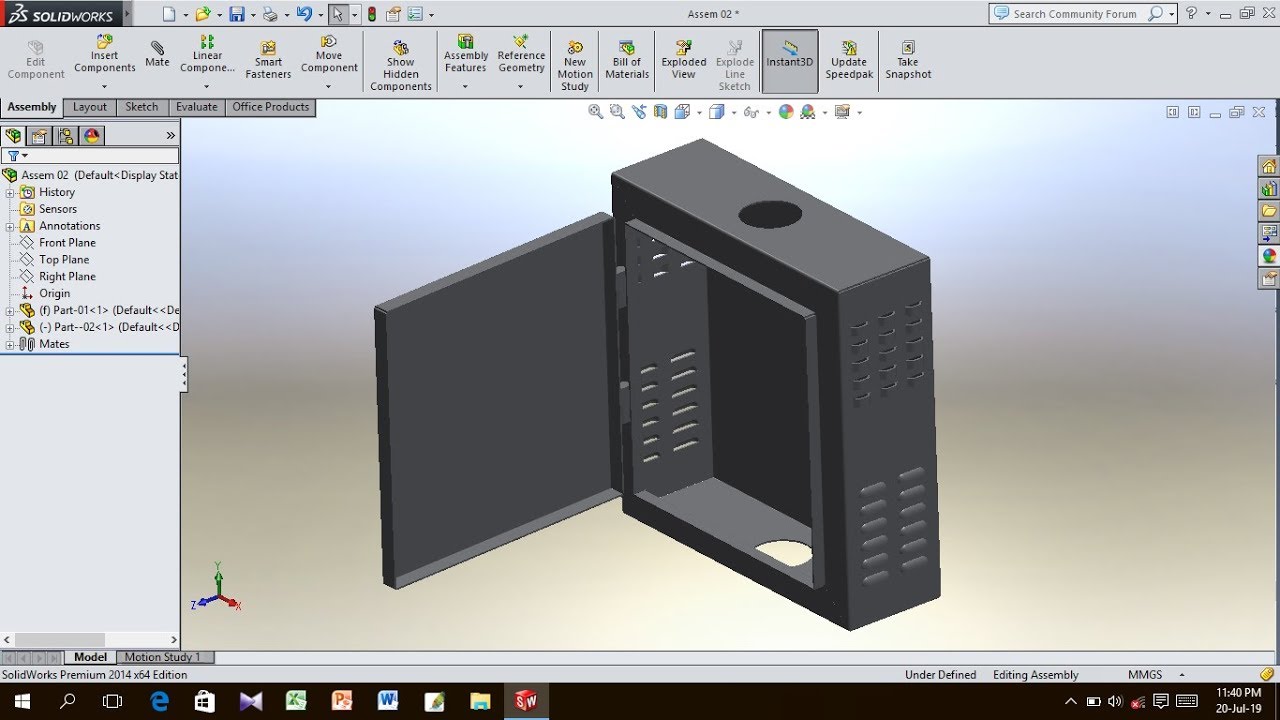 SOLIDWORKS
Assem 02 *
Search Community Forum
?
Edit Component
Insert Components
Mate
Linear Compone...
Smart Fasteners
Move Component
Show Hidden Components
Assembly Features
Reference Geometry
New Motion Study
Bill of Materials
Exploded View
Explode Line Sketch
Instant3D
Update Speedpak
Take Snapshot
Assembly
Layout
Sketch
Evaluate
Office Products
Assem 02 (Default<Display Stat
History
Sensors
Annotations
Front Plane
Top Plane
Right Plane
Origin
(f) Part-01<1> (Default<<De
(-) Part--02<1> (Default<<D
Mates
Y
Z
X
Model
Motion Study 1
SolidWorks Premium 2014 x64 Edition
Under Defined
Editing Assembly
MMGS
11:40 PM
20-Jul-19